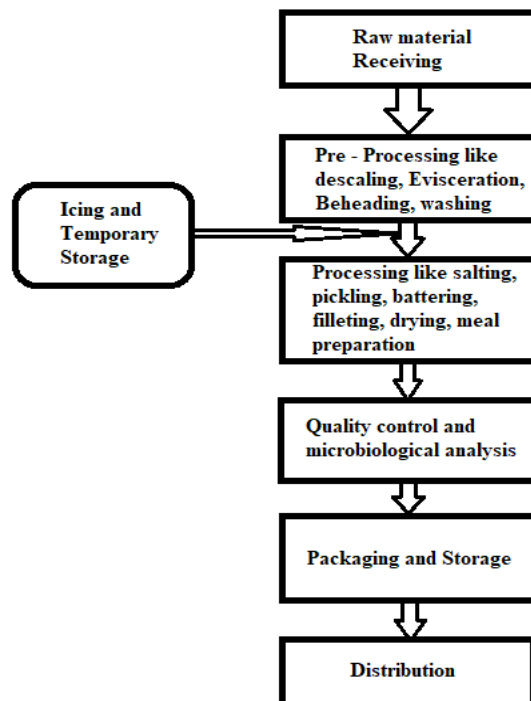 Raw material
Receiving
Pre - Processing like
descaling, Evisceration,
Beheading, washing
Icing and
Temporary
Storage
Processing like salting,
pickling, battering,
filleting, drying, meal
preparation
Quality control and
microbiological analysis
Packaging and Storage
Distribution